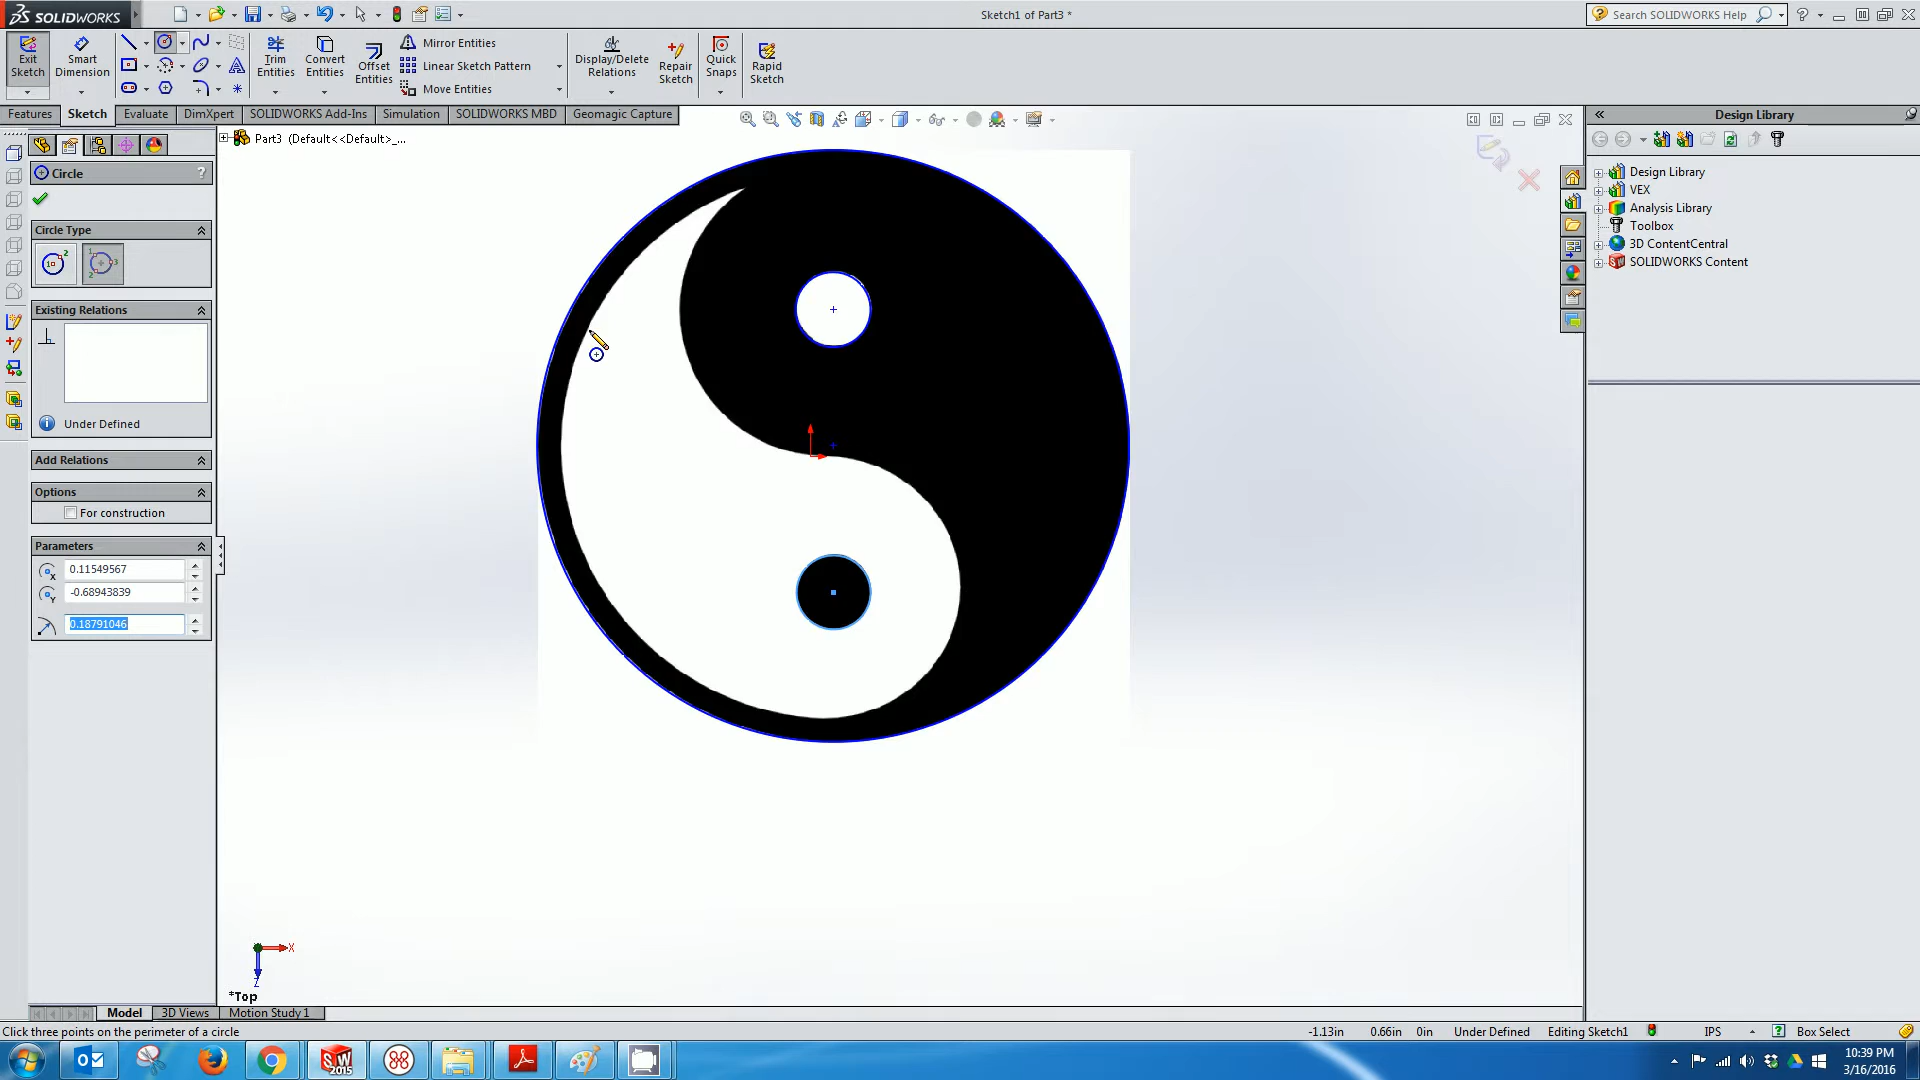 SOLIDWORKS
Sketch1 of Part3 *
Search SOLIDWORKS Help
Exit Sketch
Smart Dimension
Trim Entities
Convert Entities
Offset Entities
Mirror Entities
Linear Sketch Pattern
Move Entities
Display/Delete Relations
Repair Sketch
Quick Snaps
Rapid Sketch
Features
Sketch
Evaluate
DimXpert
SOLIDWORKS Add-Ins
Simulation
SOLIDWORKS MBD
Geomagic Capture
Design Library
Part3 (Default<<Default>_...
Circle
?
Circle Type
Existing Relations
Under Defined
Add Relations
Options
For construction
Parameters
0.11549567
-0.68943839
0.18791046
Design Library
VEX
Analysis Library
Toolbox
3D ContentCentral
SOLIDWORKS Content
X
Z
*Top
Model
3D Views
Motion Study 1
Click three points on the perimeter of a circle
-1.13in
0.66in
0in
Under Defined
Editing Sketch1
IPS
Box Select
SW 2015
10:39 PM
3/16/2016